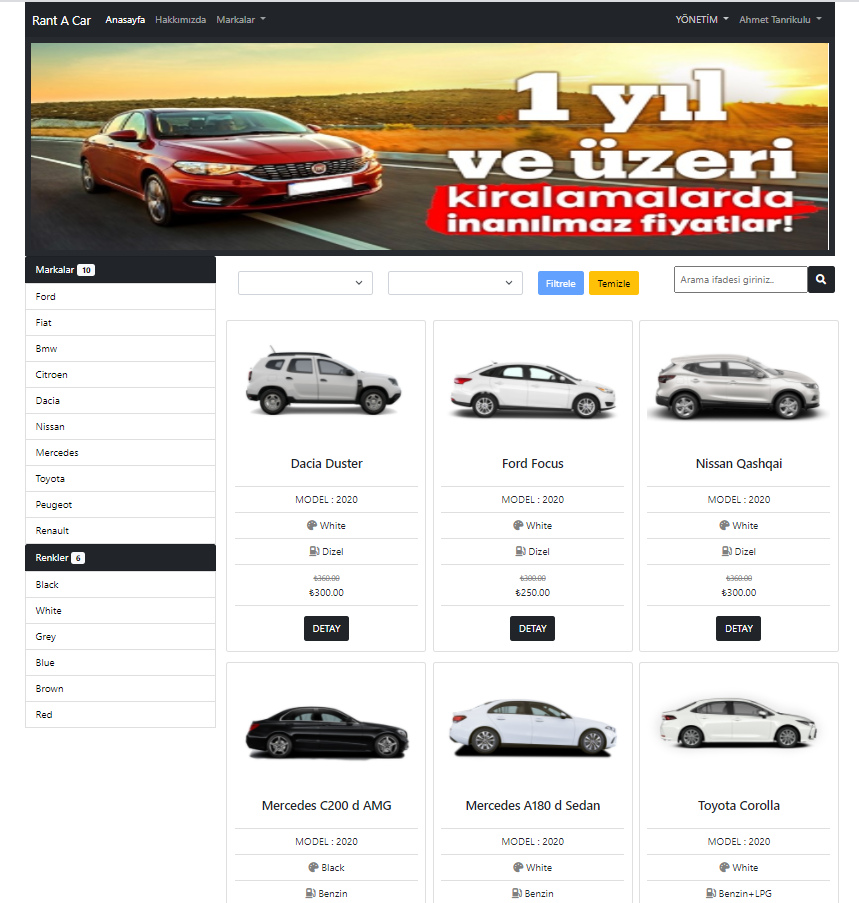 Rant A Car Anasayfa Hakkımızda Markalar YÖNETİM Ahmet Tanrikulu
1 yıl
ve üzeri
kiralamalarda
inanılmaz fiyatlar!
Markalar 10
Ford
Fiat
Bmw
Citroen
Dacia
Nissan
Mercedes
Toyota
Peugeot
Renault
Renkler 6
Black
White
Grey
Blue
Brown
Red
Filtrele Temizle Arama ifadesi giriniz..
Dacia Duster
MODEL : 2020
White
Dizel
₺360.00
₺300.00
DETAY
Ford Focus
MODEL : 2020
White
Dizel
₺300.00
₺250.00
DETAY
Nissan Qashqai
MODEL : 2020
White
Dizel
₺360.00
₺300.00
DETAY
Mercedes C200 d AMG
MODEL : 2020
Black
Benzin
Mercedes A180 d Sedan
MODEL : 2020
White
Benzin
Toyota Corolla
MODEL : 2020
White
Benzin+LPG